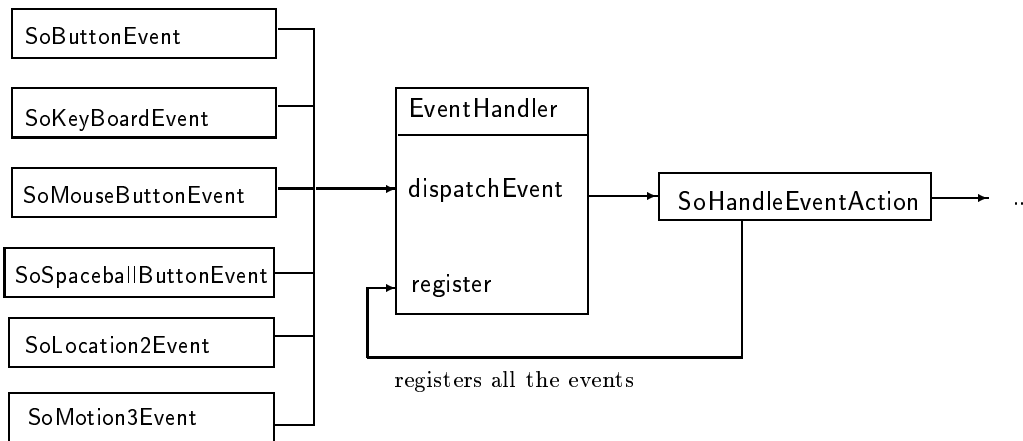 SoButtonEvent
SoKeyBoardEvent
SoMouseButtonEvent
SoSpaceballButtonEvent
SoLocation2Event
SoMotion3Event
EventHandler
dispatchEvent
register
SoHandleEventAction
..
registers all the events